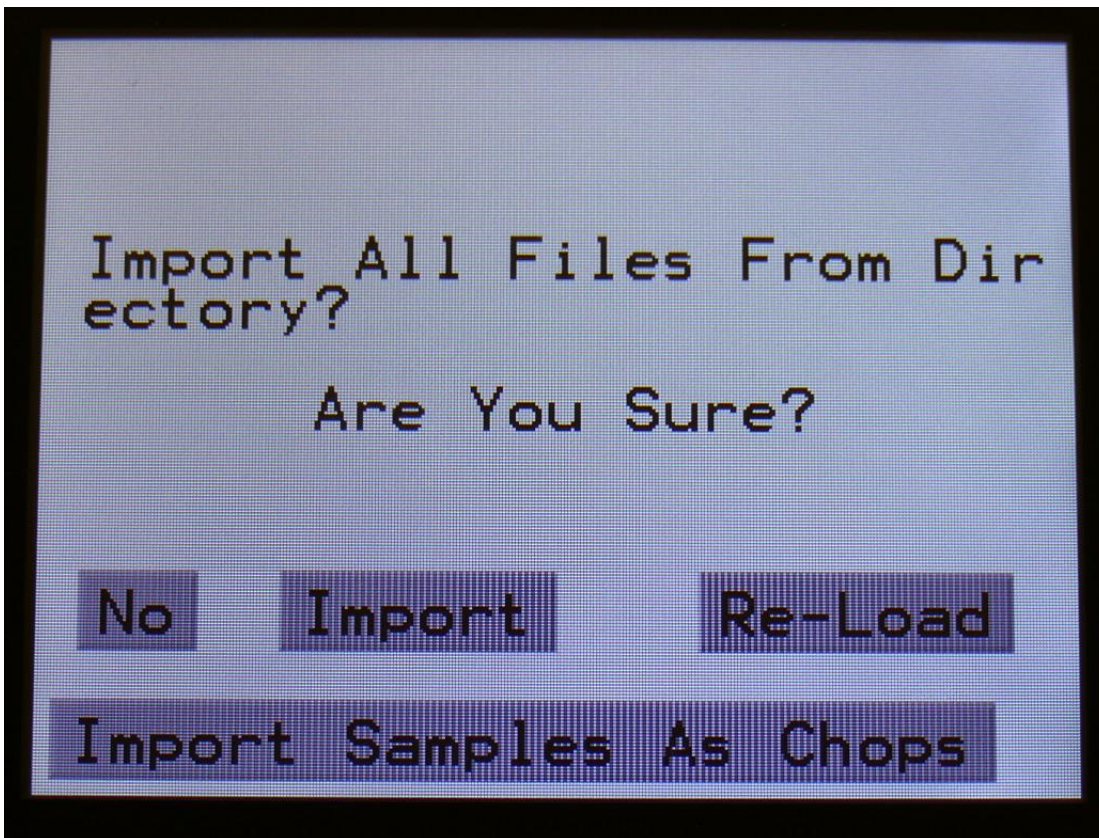 Import All Files From Dir
ectory?
Are You Sure?
No Import Re-Load
Import Samples As Chops